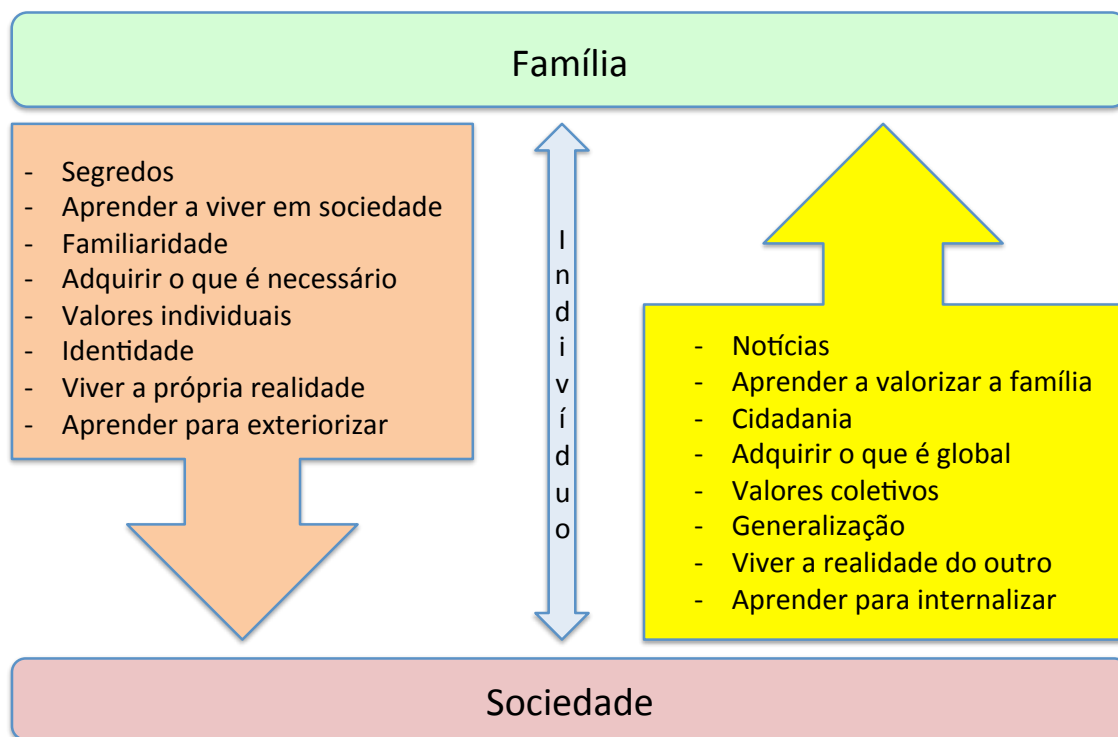 Família
- Segredos
- Aprender a viver em sociedade
- Familiaridade
- Adquirir o que é necessário
- Valores individuais
- Identidade
- Viver a própria realidade
- Aprender para exteriorizar
Indivíduo
- Notícias
- Aprender a valorizar a família
- Cidadania
- Adquirir o que é global
- Valores coletivos
- Generalização
- Viver a realidade do outro
- Aprender para internalizar
Sociedade